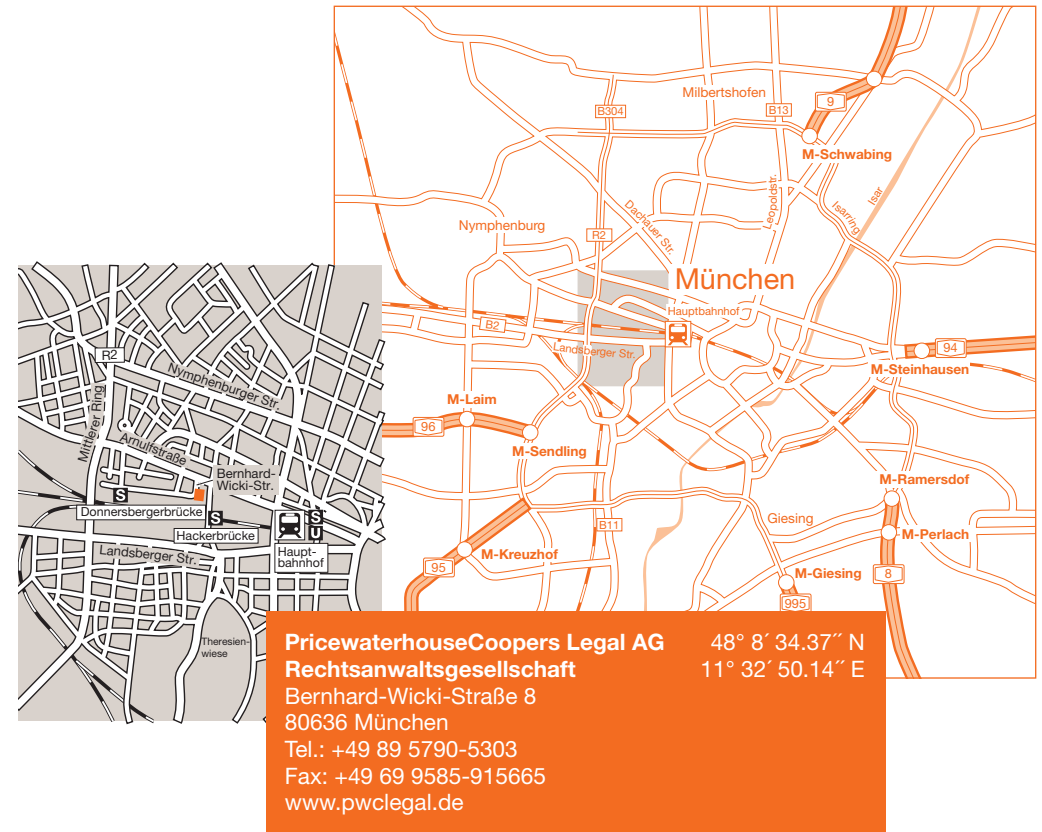 Milbertshofen
9
B304
B13
M-Schwabing
Leopoldstr.
Isar
Isarring
Dachauer Str.
Nymphenburg
R2
München
Hauptbahnhof
B2
Landsberger Str.
94
M-Steinhausen
M-Laim
96
M-Sendling
M-Ramersdof
Giesing
B11
M-Perlach
M-Kreuzhof
95
M-Giesing
8
995
R2
Nymphenburger Str.
Mittlerer Ring
Arnulfstraße
Bernhard-
Wicki-Str.
S
Donnersbergerbrücke
S
Hackerbrücke
S
U
Haupt-
bahnhof
Landsberger Str.
Theresien-
wiese
PricewaterhouseCoopers Legal AG 48° 8´ 34.37´´ N
Rechtsanwaltsgesellschaft 11° 32´ 50.14´´ E
Bernhard-Wicki-Straße 8
80636 München
Tel.: +49 89 5790-5303
Fax: +49 69 9585-915665
www.pwclegal.de